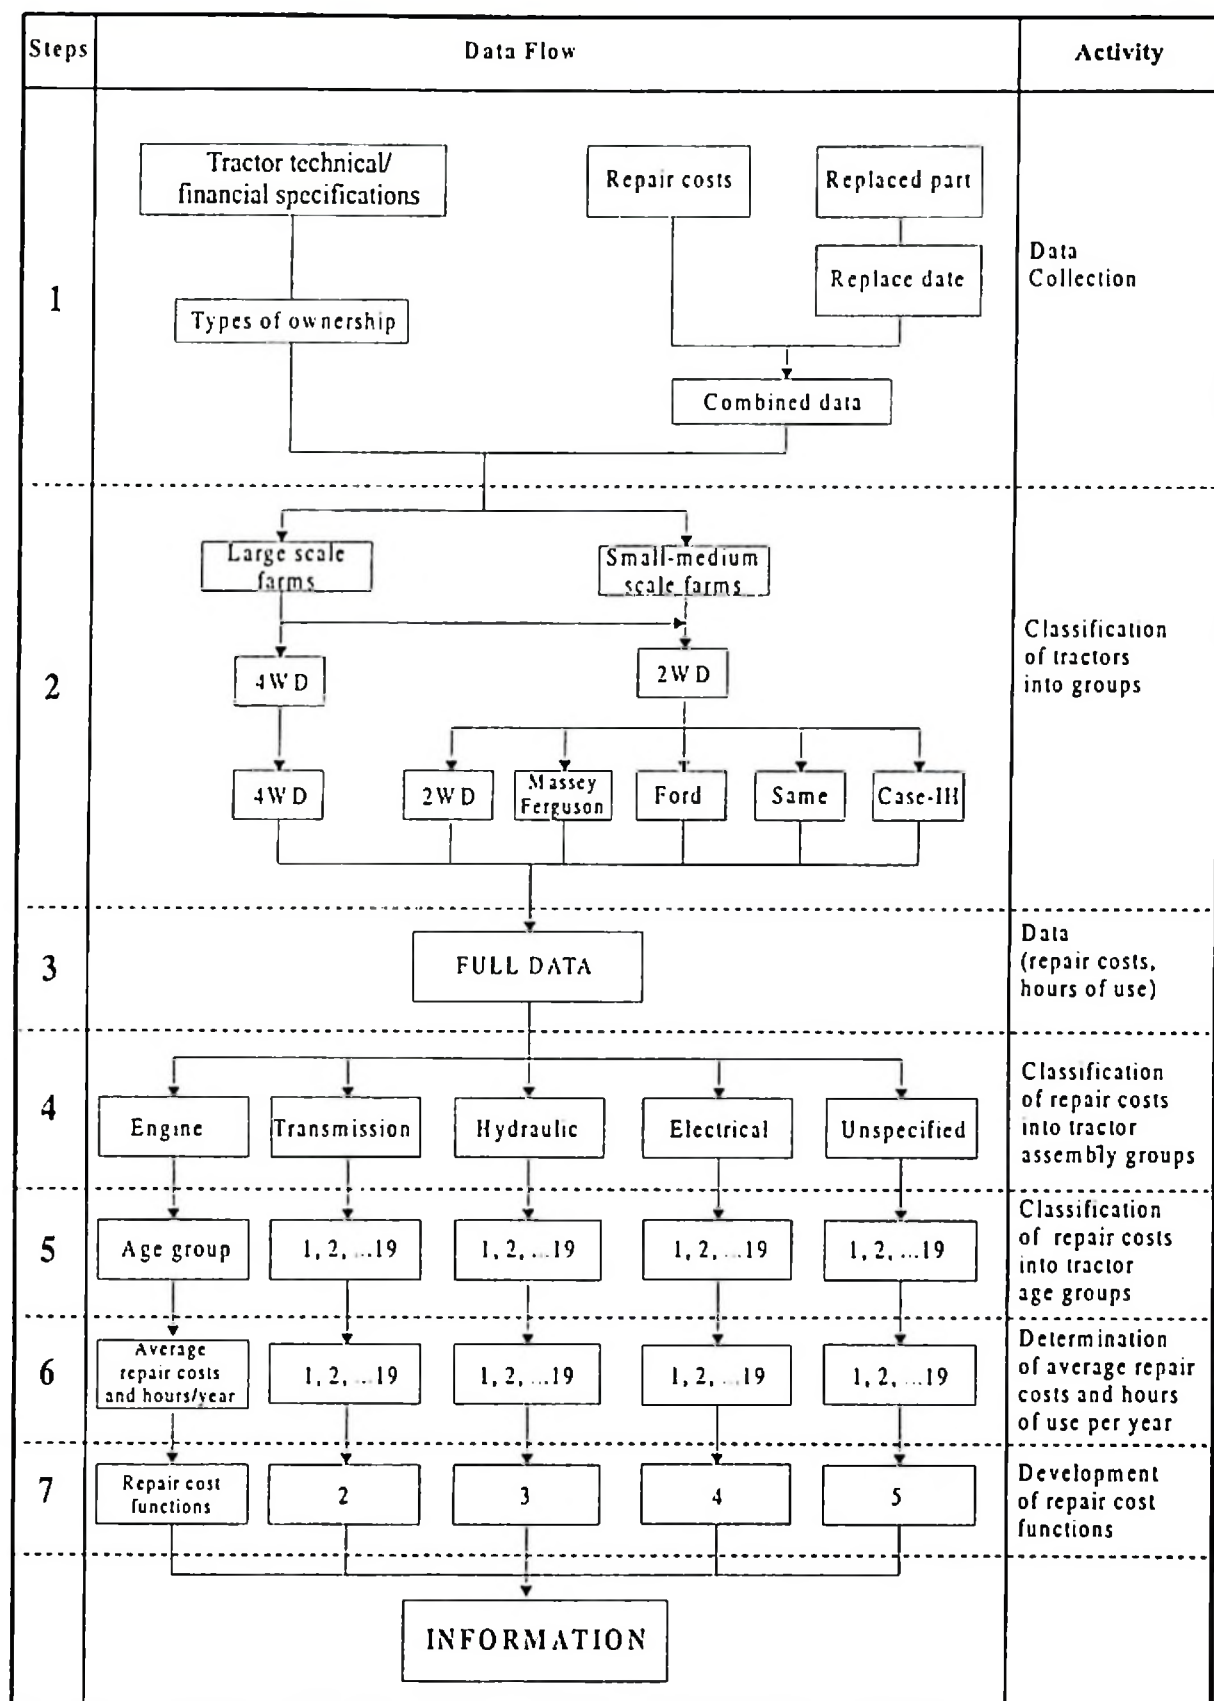 Steps
Data Flow
Activity
Tractor technical/
financial specifications
Repair costs
Replaced part
Replace date
Types of ownership
Combined data
1
Data
Collection
Large scale
farms
Small-medium
scale farms
4WD
2WD
4WD
2WD
Massey
Ferguson
Ford
Same
Case-IH
2
Classification
of tractors
into groups
3
FULL DATA
Data
(repair costs,
hours of use)
4
Engine
Transmission
Hydraulic
Electrical
Unspecified
Classification
of repair costs
into tractor
assembly groups
5
Age group
1, 2, ...19
1, 2, ...19
1, 2, ...19
1, 2, ...19
Classification
of repair costs
into tractor
age groups
6
Average
repair costs
and hours/year
1, 2, ...19
1, 2, ...19
1, 2, ...19
1, 2, ...19
Determination
of average repair
costs and hours
of use per year
7
Repair cost
functions
2
3
4
5
Development
of repair cost
functions
INFORMATION